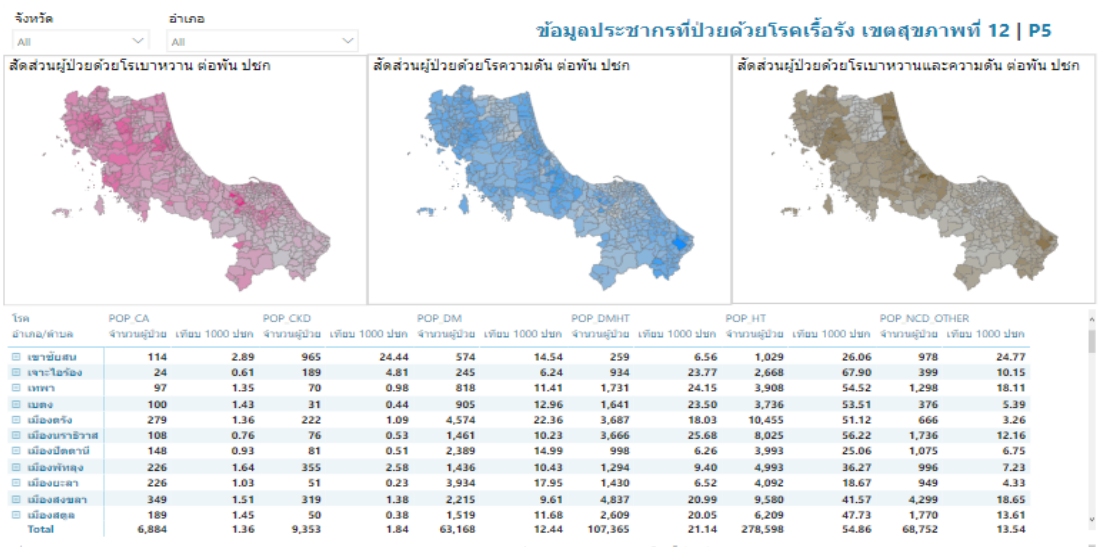 จังหวัด
อำเภอ
All
All
ข้อมูลประชากรที่ป่วยด้วยโรคเรื้อรัง เขตสุขภาพที่ 12 | P5
สัดส่วนผู้ป่วยด้วยโรเบาหวาน ต่อพัน ปชก
สัดส่วนผู้ป่วยด้วยโรความดัน ต่อพัน ปชก
สัดส่วนผู้ป่วยด้วยโรเบาหวานและความดัน ต่อพัน ปชก
โรค POP_CA POP_CKD POP_DM POP_DMHT POP_HT POP_NCD_OTHER
อำเภอ/ตำบล จำนวนผู้ป่วย เทียบ 1000 ปชก จำนวนผู้ป่วย เทียบ 1000 ปชก จำนวนผู้ป่วย เทียบ 1000 ปชก จำนวนผู้ป่วย เทียบ 1000 ปชก จำนวนผู้ป่วย เทียบ 1000 ปชก จำนวนผู้ป่วย เทียบ 1000 ปชก
เขาชัยสน 114 2.89 965 24.44 574 14.54 259 6.56 1,029 26.06 978 24.77
เจาะไอร้อง 24 0.61 189 4.81 245 6.24 934 23.77 2,668 67.90 399 10.15
เทพา 97 1.35 70 0.98 818 11.41 1,731 24.15 3,908 54.52 1,298 18.11
เบตง 100 1.43 31 0.44 905 12.96 1,641 23.50 3,736 53.51 376 5.39
เมืองตรัง 279 1.36 222 1.09 4,574 22.36 3,687 18.03 10,455 51.12 666 3.26
เมืองนราธิวาส 108 0.76 76 0.53 1,461 10.23 3,666 25.68 8,025 56.22 1,736 12.16
เมืองปัตตานี 148 0.93 81 0.51 2,389 14.99 998 6.26 3,993 25.06 1,075 6.75
เมืองพัทลุง 226 1.64 355 2.58 1,436 10.43 1,294 9.40 4,993 36.27 996 7.23
เมืองยะลา 226 1.03 51 0.23 3,934 17.95 1,430 6.52 4,092 18.67 949 4.33
เมืองสงขลา 349 1.51 319 1.38 2,215 9.61 4,837 20.99 9,580 41.57 4,299 18.65
เมืองสตูล 189 1.45 50 0.38 1,519 11.68 2,609 20.05 6,209 47.73 1,770 13.61
Total 6,884 1.36 9,353 1.84 63,168 12.44 107,365 21.14 278,598 54.86 68,752 13.54